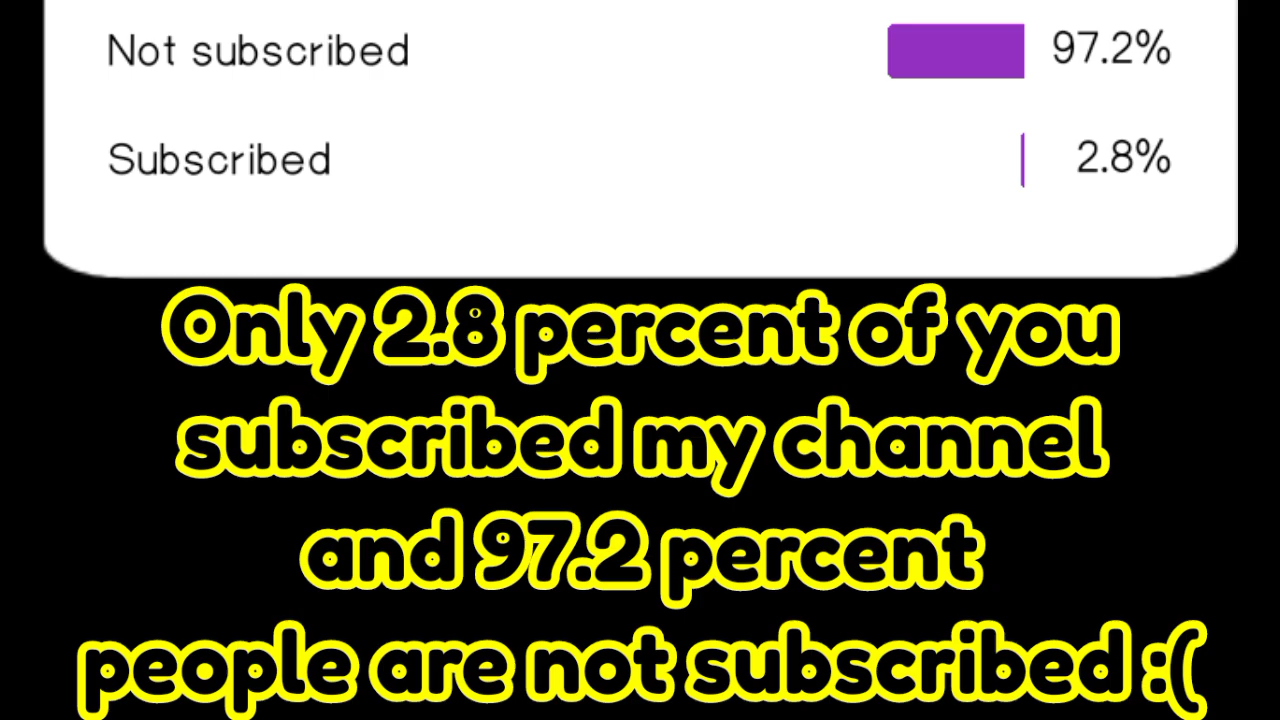 Not subscribed 97.2%
Subscribed 2.8%
Only 2.8 percent of you
subscribed my channel
and 97.2 percent
people are not subscribed :(